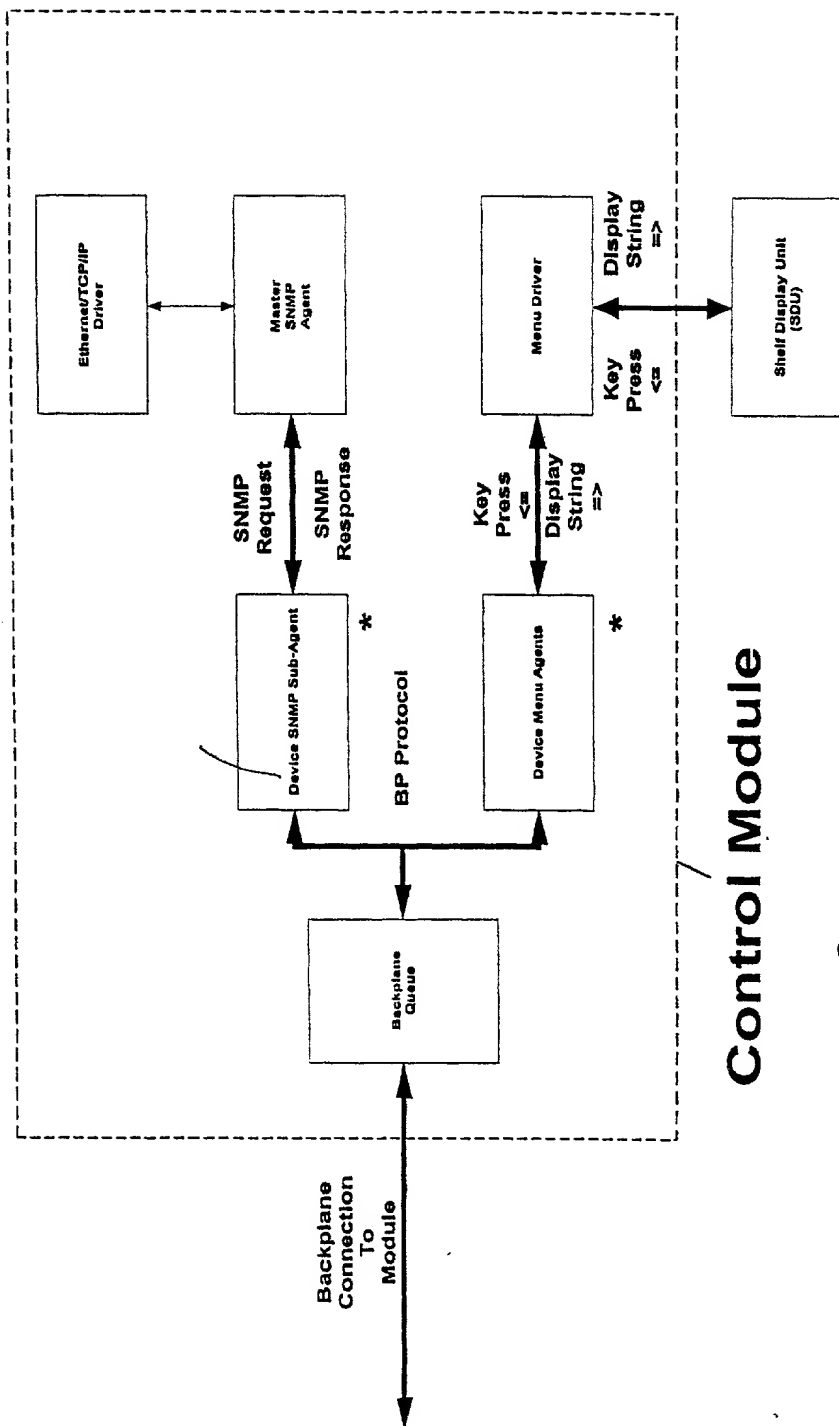 Ethernet/TCP/IP
Driver
Master
SNMP
Agent
SNMP
Request
SNMP
Response
Device SNMP Sub-Agent
*
BP Protocol
Backplane
Queue
Backplane
Connection
To
Module
Device Menu Agents
*
Key
Press
<=
Display
String
=>
Menu Driver
Key
Press
<=
Display
String
=>
Shelf Display Unit
(SDU)
Control Module